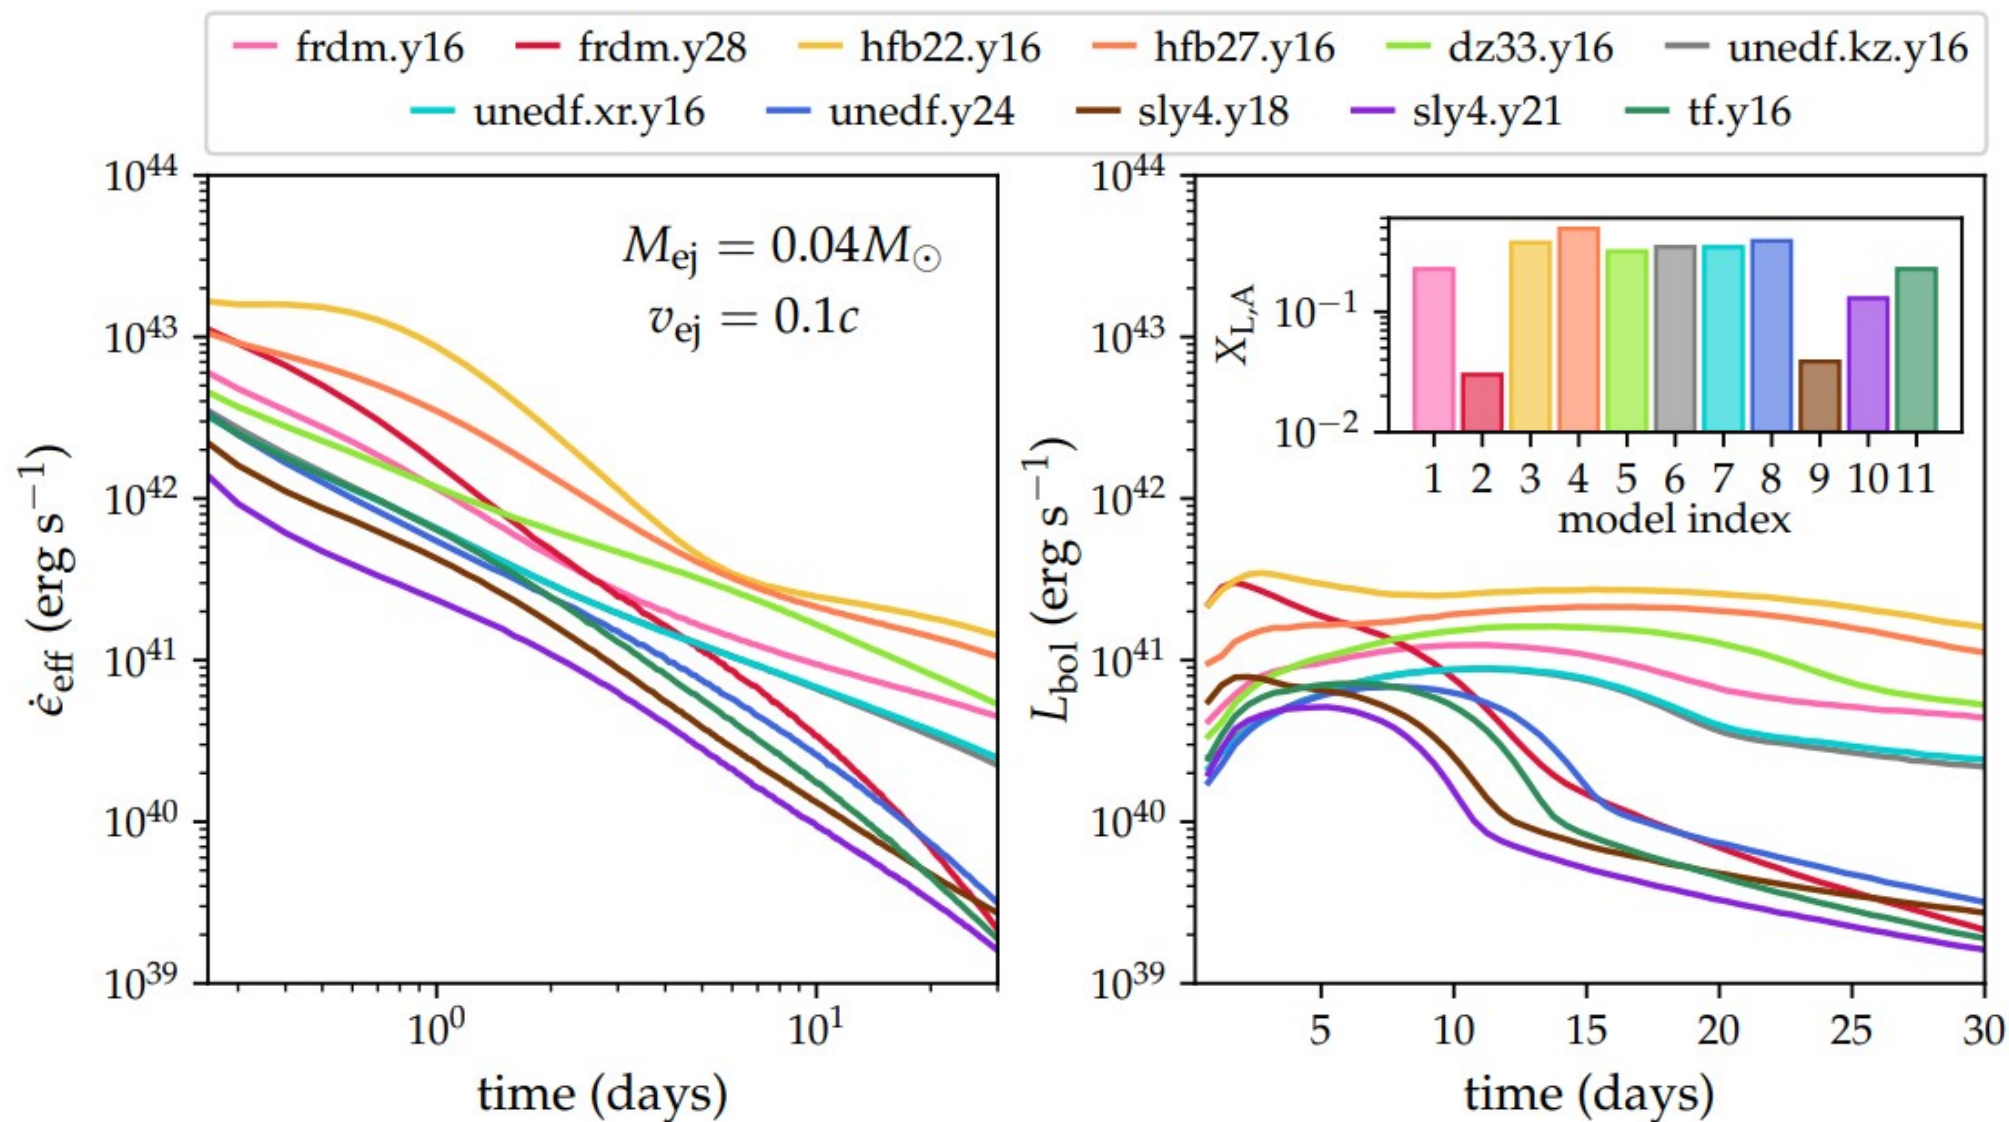 frdm.y16 frdm.y28 hfb22.y16 hfb27.y16 dz33.y16 unedf.kz.y16
unedf.xr.y16 unedf.y24 sly4.y18 sly4.y21 tf.y16
10^44
10^43
10^42
10^41
10^40
10^39
ε̇_eff (erg s^−1)
M_ej = 0.04M_⊙
v_ej = 0.1c
10^0 10^1
time (days)
10^44
10^43
10^42
10^41
10^40
10^39
L_bol (erg s^−1)
X_L,A
10^−1
10^−2
1 2 3 4 5 6 7 8 9 10 11
model index
5 10 15 20 25 30
time (days)